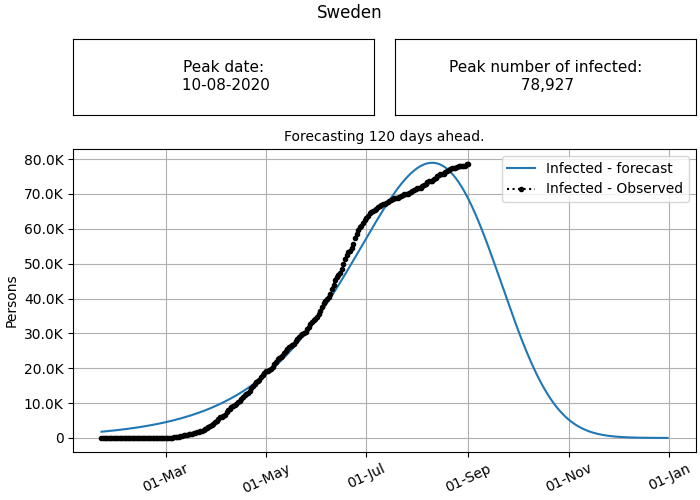 Sweden
Peak date:
10-08-2020
Peak number of infected:
78,927
Forecasting 120 days ahead.
80.0K
70.0K
60.0K
50.0K
40.0K
30.0K
20.0K
10.0K
0
Persons
Infected - forecast
Infected - Observed
01-Mar
01-May
01-Jul
01-Sep
01-Nov
01-Jan